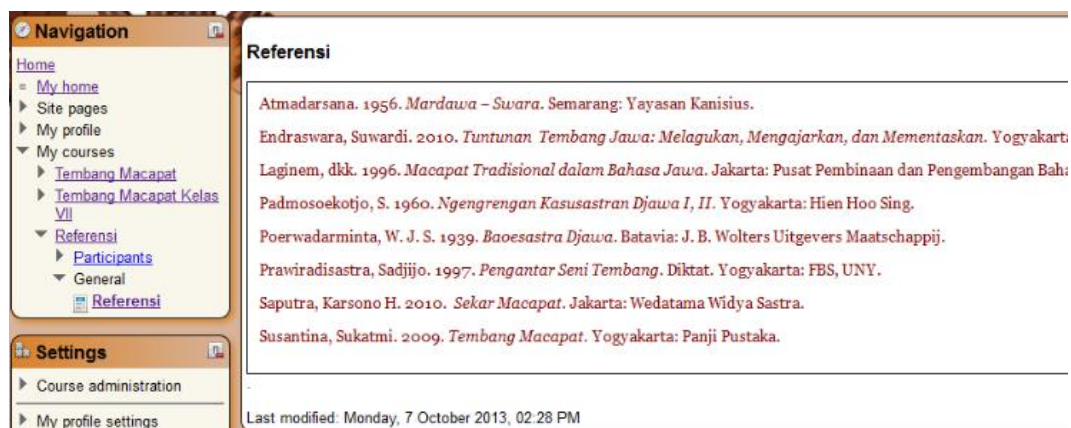 Navigation
Home
My home
Site pages
My profile
My courses
Tembang Macapat
Tembang Macapat Kelas
VII
Referensi
Participants
General
Referensi
Settings
Course administration
My profile settings
Referensi
Atmadarsana. 1956. Mardawa – Swara. Semarang: Yayasan Kanisius.
Endraswara, Suwardi. 2010. Tuntunan Tembang Jawa: Melagukan, Mengajarkan, dan Mementaskan. Yogyakarta
Laginem, dkk. 1996. Macapat Tradisional dalam Bahasa Jawa. Jakarta: Pusat Pembinaan dan Pengembangan Baha
Padmosoekotjo, S. 1960. Ngengrengan Kasusastran Djawa I, II. Yogyakarta: Hien Hoo Sing.
Poerwadarminta, W. J. S. 1939. Baoesastra Djawa. Batavia: J. B. Wolters Uitgevers Maatschappij.
Prawiradisastra, Sadjijo. 1997. Pengantar Seni Tembang. Diktat. Yogyakarta: FBS, UNY.
Saputra, Karsono H. 2010. Sekar Macapat. Jakarta: Wedatama Widya Sastra.
Susantina, Sukatmi. 2009. Tembang Macapat. Yogyakarta: Panji Pustaka.
Last modified: Monday, 7 October 2013, 02:28 PM